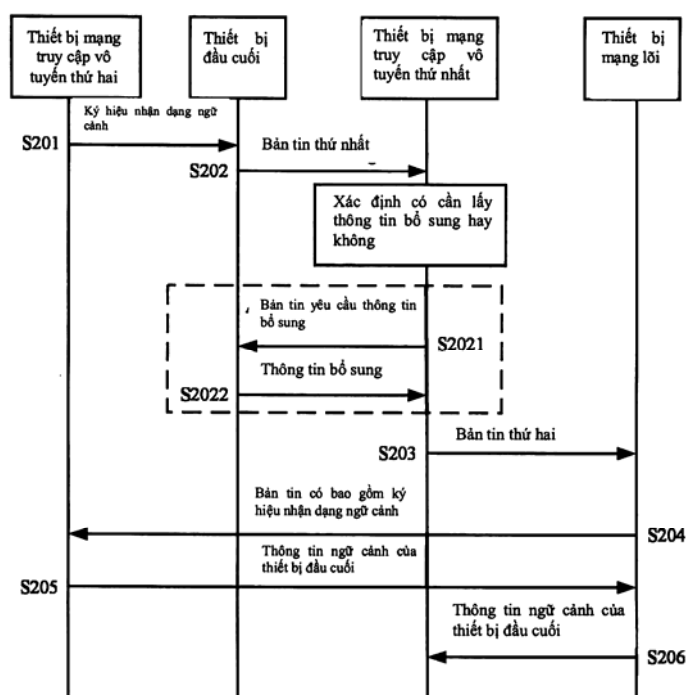 Thiết bị mạng
truy cập vô
tuyến thứ hai
Thiết bị
đầu cuối
Thiết bị mạng
truy cập vô
tuyến thứ nhất
Thiết bị
mạng lõi
Ký hiệu nhận dạng ngữ
cảnh
S201
Bản tin thứ nhất
S202
Xác định có cần lấy
thông tin bổ sung hay
không
Bản tin yêu cầu thông tin
bổ sung
S2021
Thông tin bổ sung
S2022
Bản tin thứ hai
S203
Bản tin có bao gồm ký
hiệu nhận dạng ngữ cảnh
S204
Thông tin ngữ cảnh của
thiết bị đầu cuối
S205
Thông tin ngữ cảnh của
thiết bị đầu cuối
S206